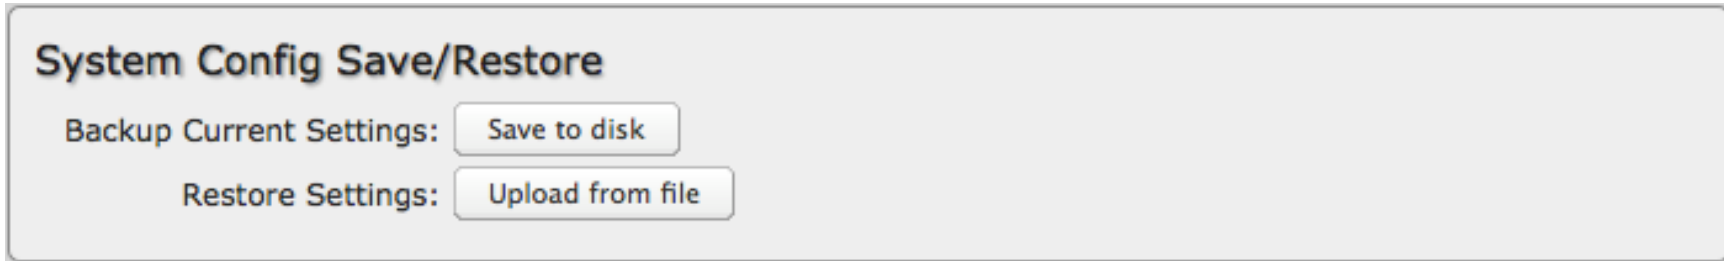 System Config Save/Restore
Backup Current Settings: Save to disk
Restore Settings: Upload from file